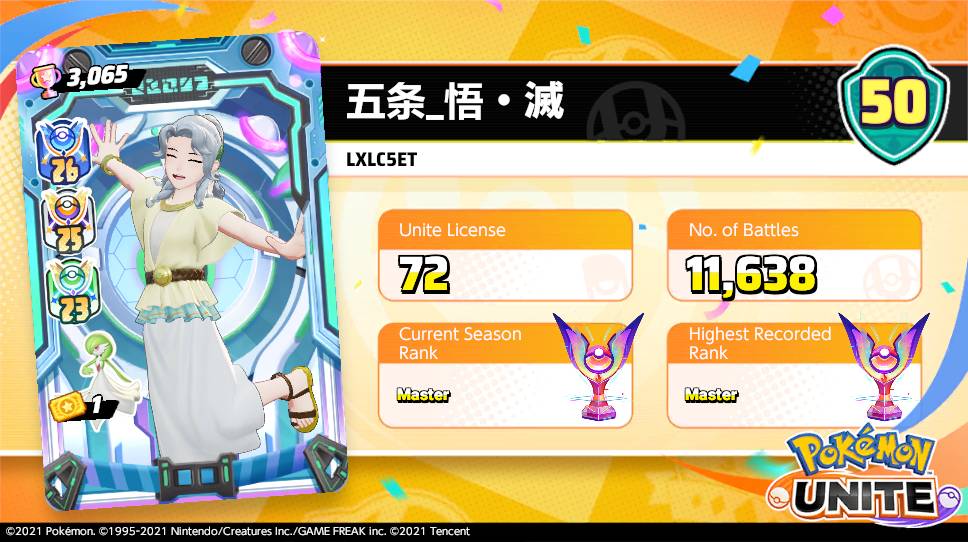 3,065
26
25
23
1
五条_悟・滅
LXLC5ET
50
Unite License
72
No. of Battles
11,638
Current Season
Rank
Master
Highest Recorded
Rank
Master
POKéMON
UNITE
©2021 Pokémon. ©1995-2021 Nintendo/Creatures Inc./GAME FREAK inc. ©2021 Tencent